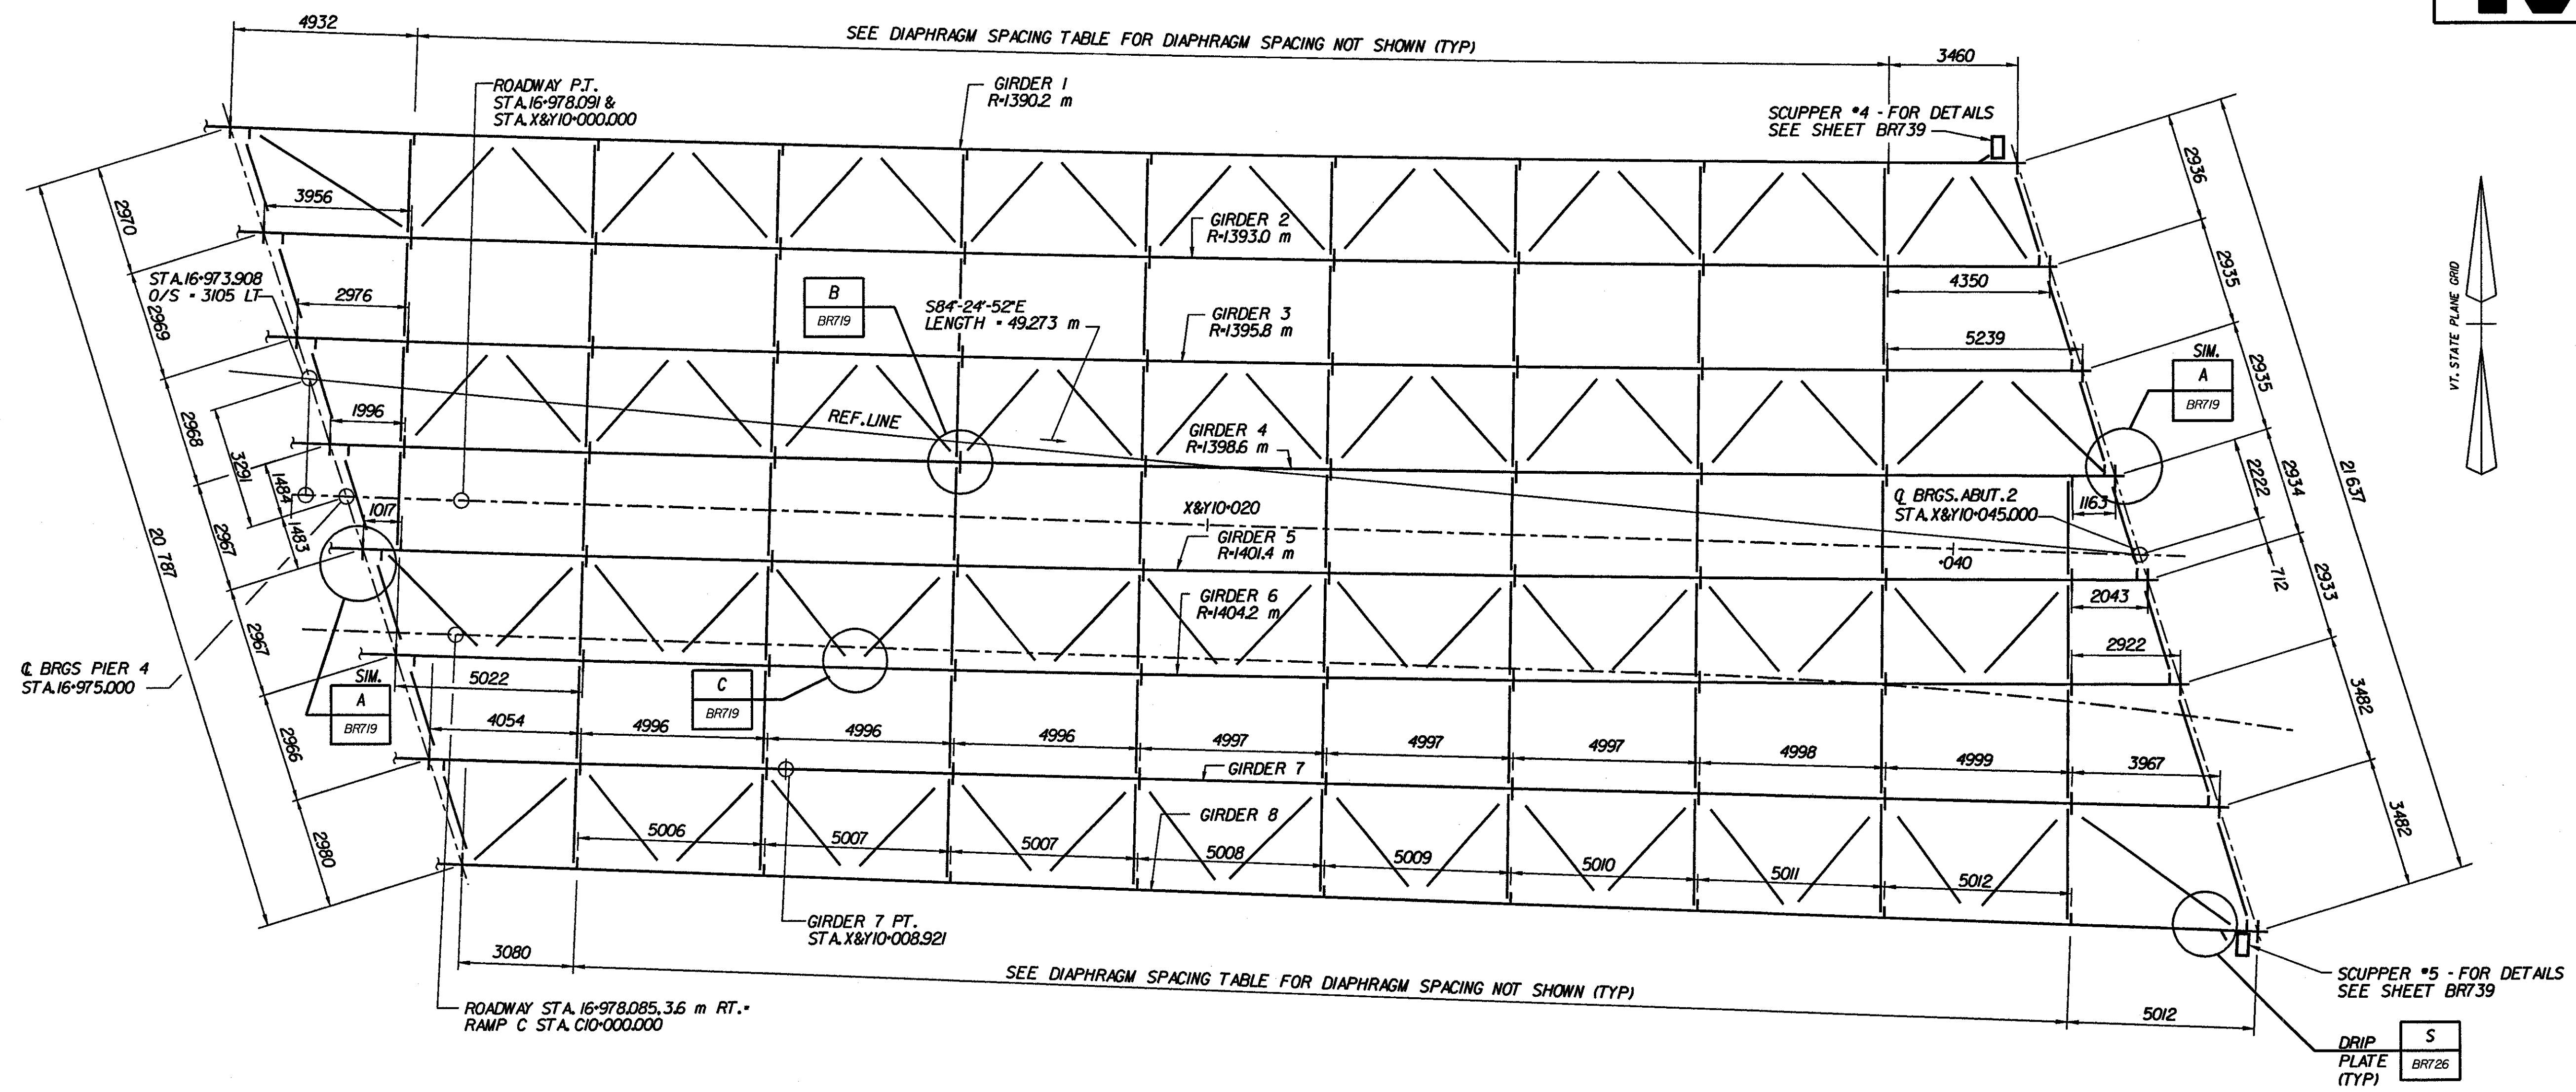 4932
SEE DIAPHRAGM SPACING TABLE FOR DIAPHRAGM SPACING NOT SHOWN (TYP)
3460
ROADWAY P.T.
STA.16+978.091 &
STA.X&Y10+000.000
GIRDER 1
R=1390.2 m
SCUPPER #4 - FOR DETAILS
SEE SHEET BR739
2970
3956
GIRDER 2
R=1393.0 m
2936
STA.16+973.908
O/S = 3105 LT
2969
2976
B
BR719
S84°-24'-52"E
LENGTH = 49.273 m
GIRDER 3
R=1395.8 m
4350
2935
VT. STATE PLANE GRID
5239
SIM.
A
BR719
2935
2968
1996
REF.LINE
GIRDER 4
R=1398.6 m
3291
1484
1483
1017
X&Y10+020
GIRDER 5
R=1401.4 m
℄ BRGS.ABUT.2
STA.X&Y10+045.000
1163
+040
2222
2934
21637
712
20 787
2967
2967
GIRDER 6
R=1404.2 m
2043
2933
℄ BRGS PIER 4
STA.16+975.000
SIM.
A
BR719
5022
C
BR719
2922
3482
2966
4054
4996
4996
4996
4997
4997
4997
4998
4999
3967
GIRDER 7
2980
5006
5007
5007
5008
5009
5010
5011
5012
GIRDER 8
3482
GIRDER 7 PT.
STA.X&Y10+008.921
3080
SEE DIAPHRAGM SPACING TABLE FOR DIAPHRAGM SPACING NOT SHOWN (TYP)
5012
ROADWAY STA. 16+978.085, 3.6 m RT.=
RAMP C STA. C10+000.000
SCUPPER #5 - FOR DETAILS
SEE SHEET BR739
DRIP
PLATE
(TYP)
S
BR726